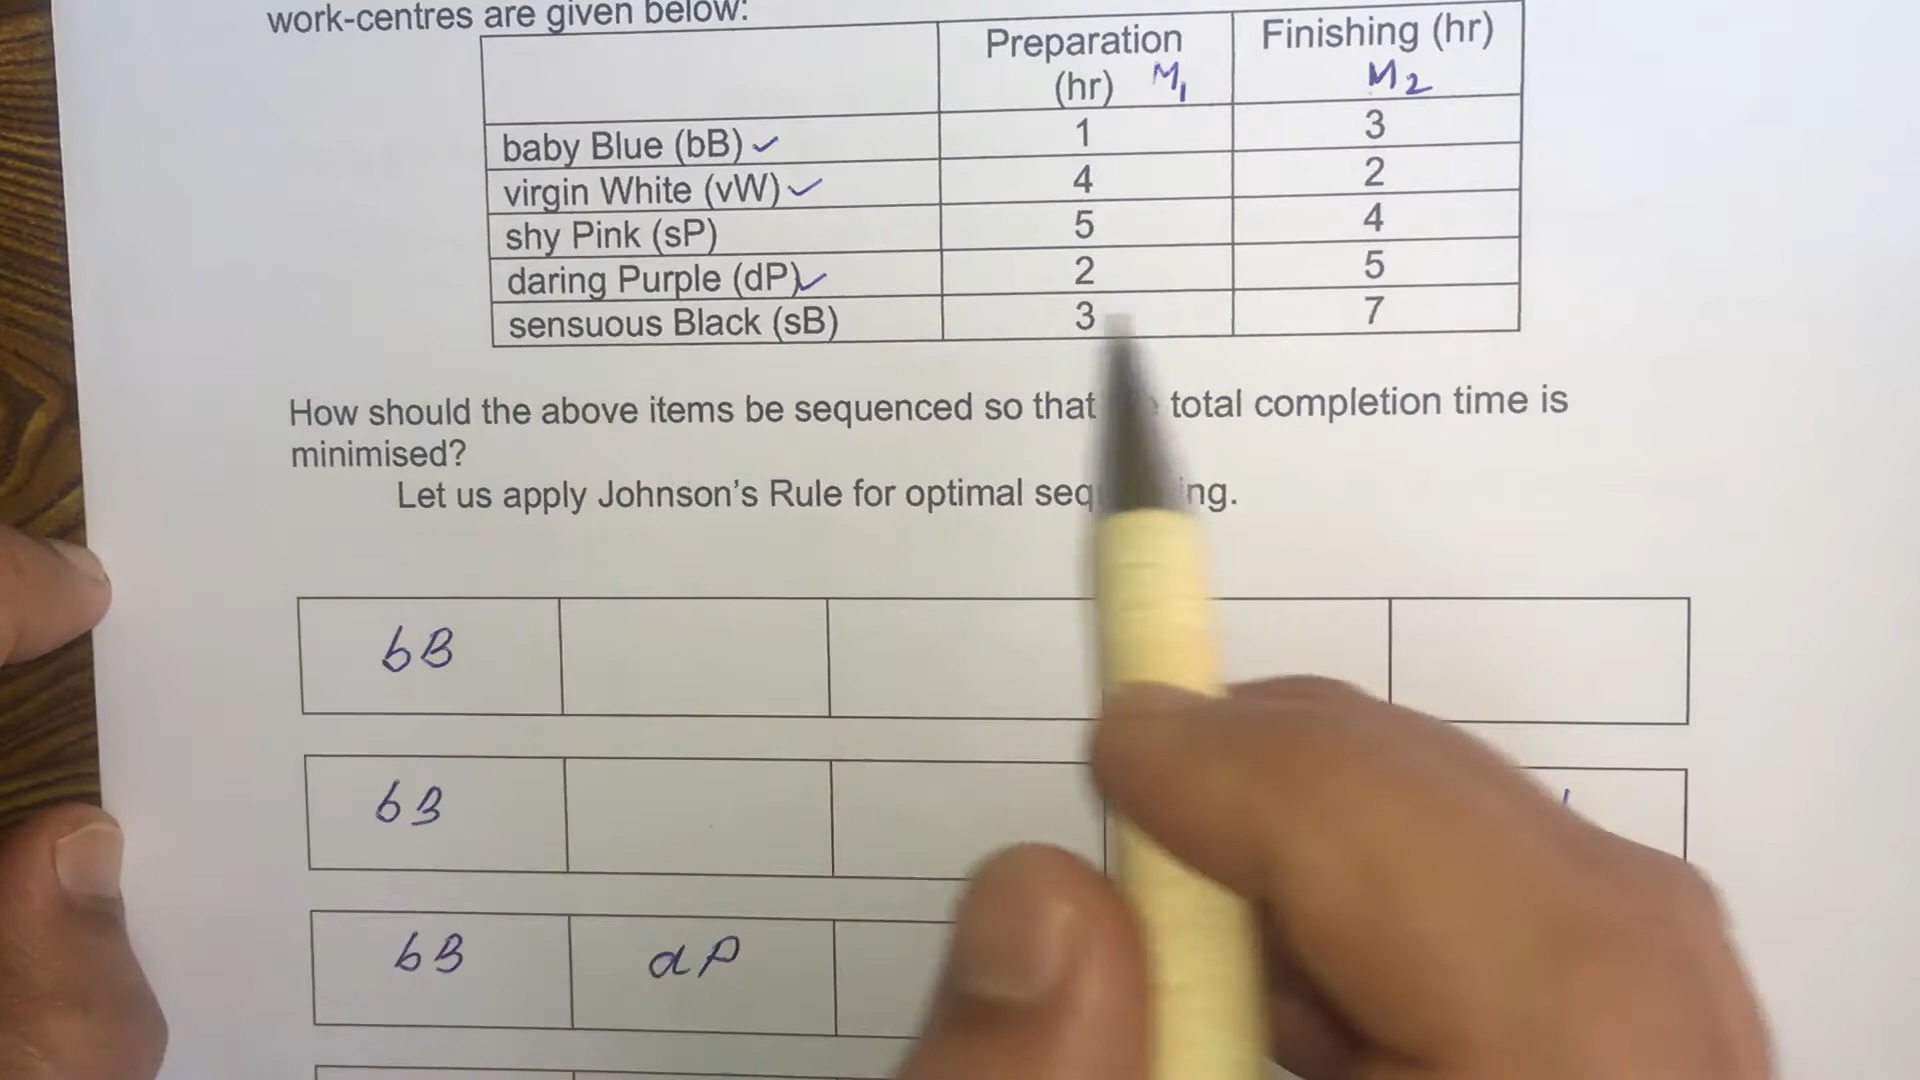 work-centres are given below:
Preparation Finishing (hr)
(hr) M1 M2
baby Blue (bB) ✓ 1 3
virgin White (vW) ✓ 4 2
shy Pink (sP) 5 4
daring Purple (dP) ✓ 2 5
sensuous Black (sB) 3 7
How should the above items be sequenced so that total completion time is
minimised?
Let us apply Johnson's Rule for optimal
bB
bB
bB dP